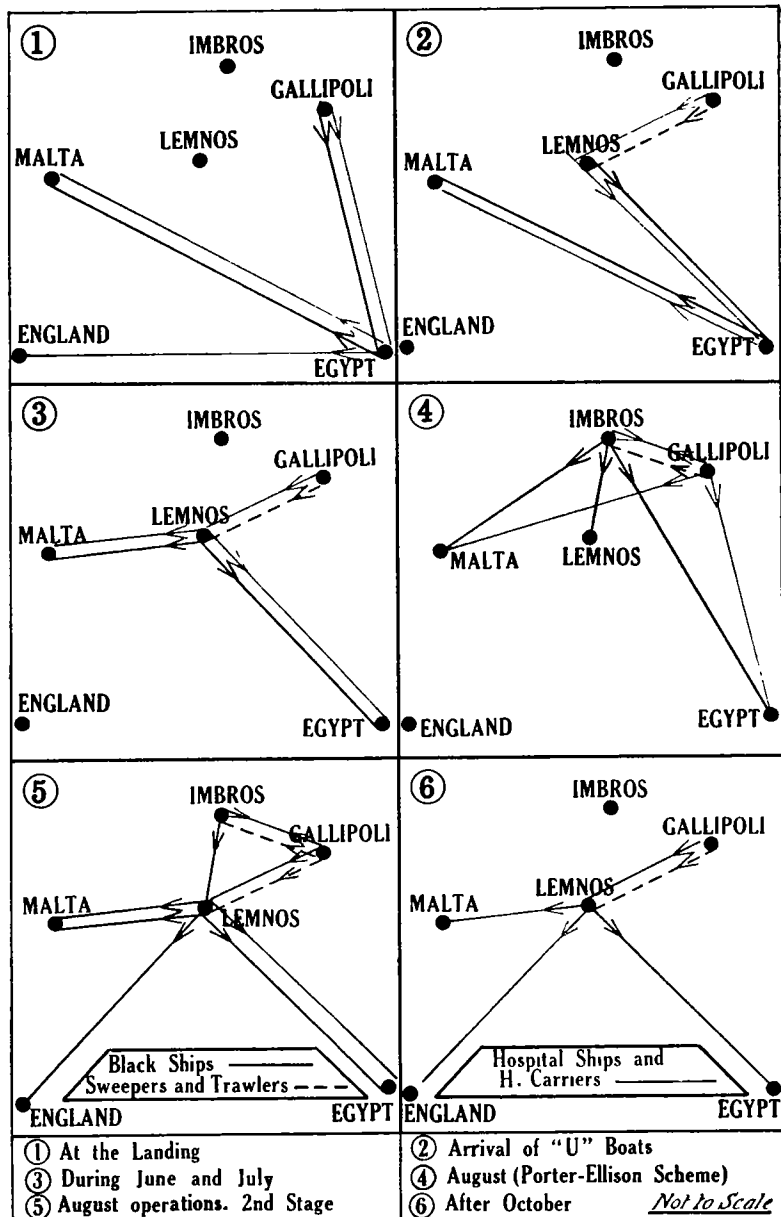 ①
IMBROS
GALLIPOLI
LEMNOS
MALTA
ENGLAND
EGYPT
②
IMBROS
GALLIPOLI
LEMNOS
MALTA
ENGLAND
EGYPT
③
IMBROS
GALLIPOLI
LEMNOS
MALTA
ENGLAND
EGYPT
④
IMBROS
GALLIPOLI
MALTA
LEMNOS
EGYPT
ENGLAND
⑤
IMBROS
GALLIPOLI
MALTA
LEMNOS
Black Ships
Sweepers and Trawlers
ENGLAND
EGYPT
⑥
IMBROS
GALLIPOLI
LEMNOS
MALTA
Hospital Ships and
H. Carriers
ENGLAND
EGYPT
① At the Landing
③ During June and July
⑤ August operations. 2nd Stage
② Arrival of "U" Boats
④ August (Porter-Ellison Scheme)
⑥ After October Not to Scale